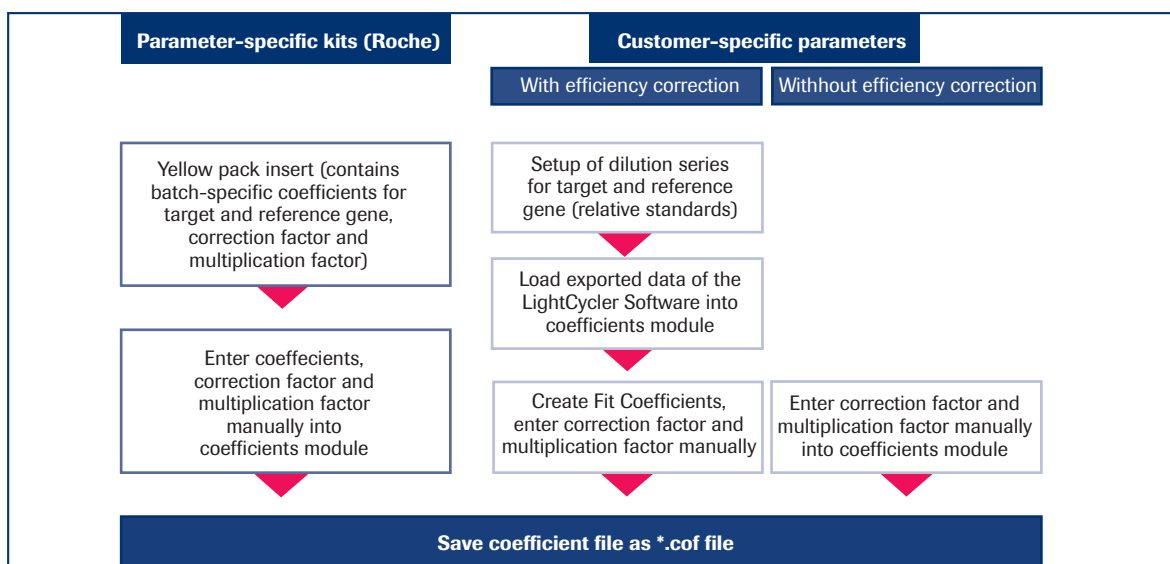 Parameter-specific kits (Roche)
Customer-specific parameters
With efficiency correction
Withhout efficiency correction
Yellow pack insert (contains
batch-specific coefficients for
target and reference gene,
correction factor and
multiplication factor)
Enter coeffecients,
correction factor and
multiplication factor
manually into
coefficients module
Setup of dilution series
for target and reference
gene (relative standards)
Load exported data of the
LightCycler Software into
coefficients module
Create Fit Coefficients,
enter correction factor and
multiplication factor manually
Enter correction factor and
multiplication factor manually
into coefficients module
Save coefficient file as *.cof file